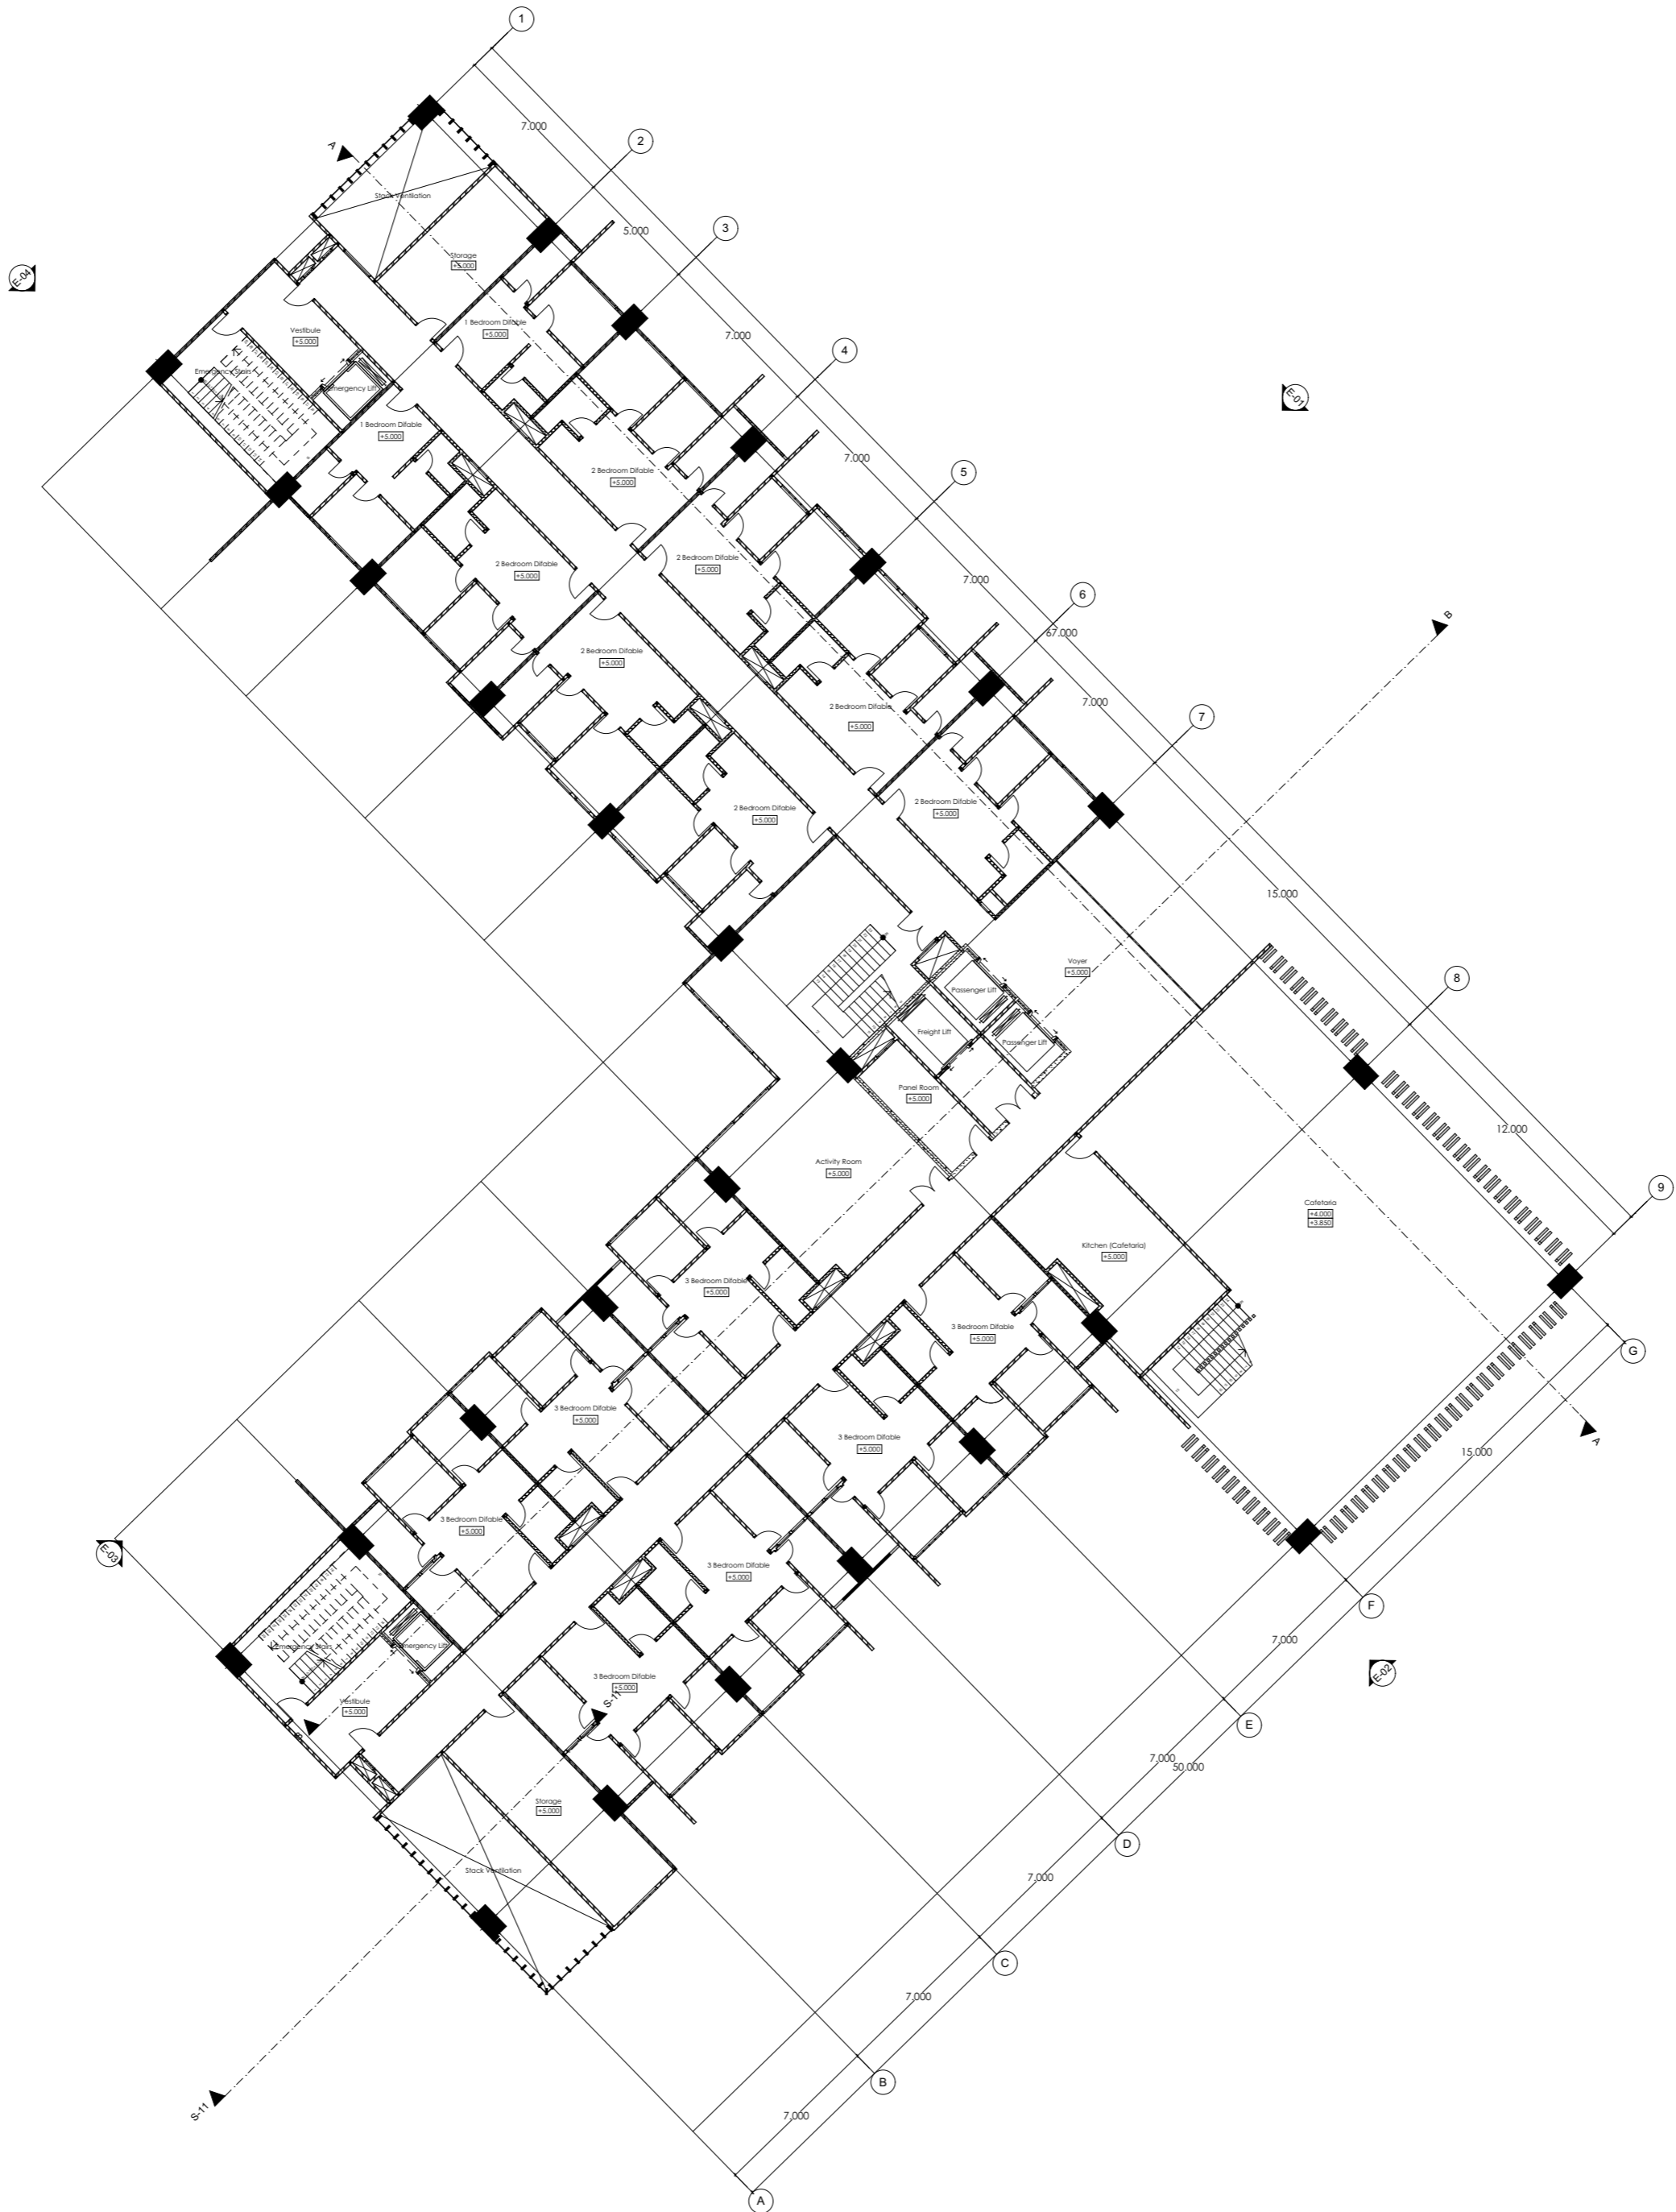 1
7.000
A
2
Stack Ventilation
5.000
3
Storage
+5.000
E-04
1 Bedroom Difable
+5.000
Vestibule
+5.000
7.000
4
Emergency Stairs
Emergency Lift
E-01
1 Bedroom Difable
+5.000
7.000
5
2 Bedroom Difable
+5.000
2 Bedroom Difable
+5.000
2 Bedroom Difable
+5.000
7.000
6
B
67.000
2 Bedroom Difable
+5.000
7.000
2 Bedroom Difable
+5.000
7
2 Bedroom Difable
+5.000
2 Bedroom Difable
+5.000
15.000
Voyer
+5.000
8
Passenger Lift
Freight Lift
Passenger Lift
Panel Room
+5.000
12.000
Activity Room
+5.000
9
Cafetaria
+4.000
+3.850
Kitchen (Cafetaria)
+5.000
3 Bedroom Difable
+5.000
3 Bedroom Difable
+5.000
G
3 Bedroom Difable
+5.000
3 Bedroom Difable
+5.000
A
15.000
3 Bedroom Difable
+5.000
E-03
3 Bedroom Difable
+5.000
F
7.000
Emergency Stairs
Emergency Lift
E-02
3 Bedroom Difable
+5.000
S-11
Vestibule
+5.000
B
E
7.000
50.000
Storage
+5.000
D
Stack Ventilation
7.000
C
7.000
B
S-11
7.000
A